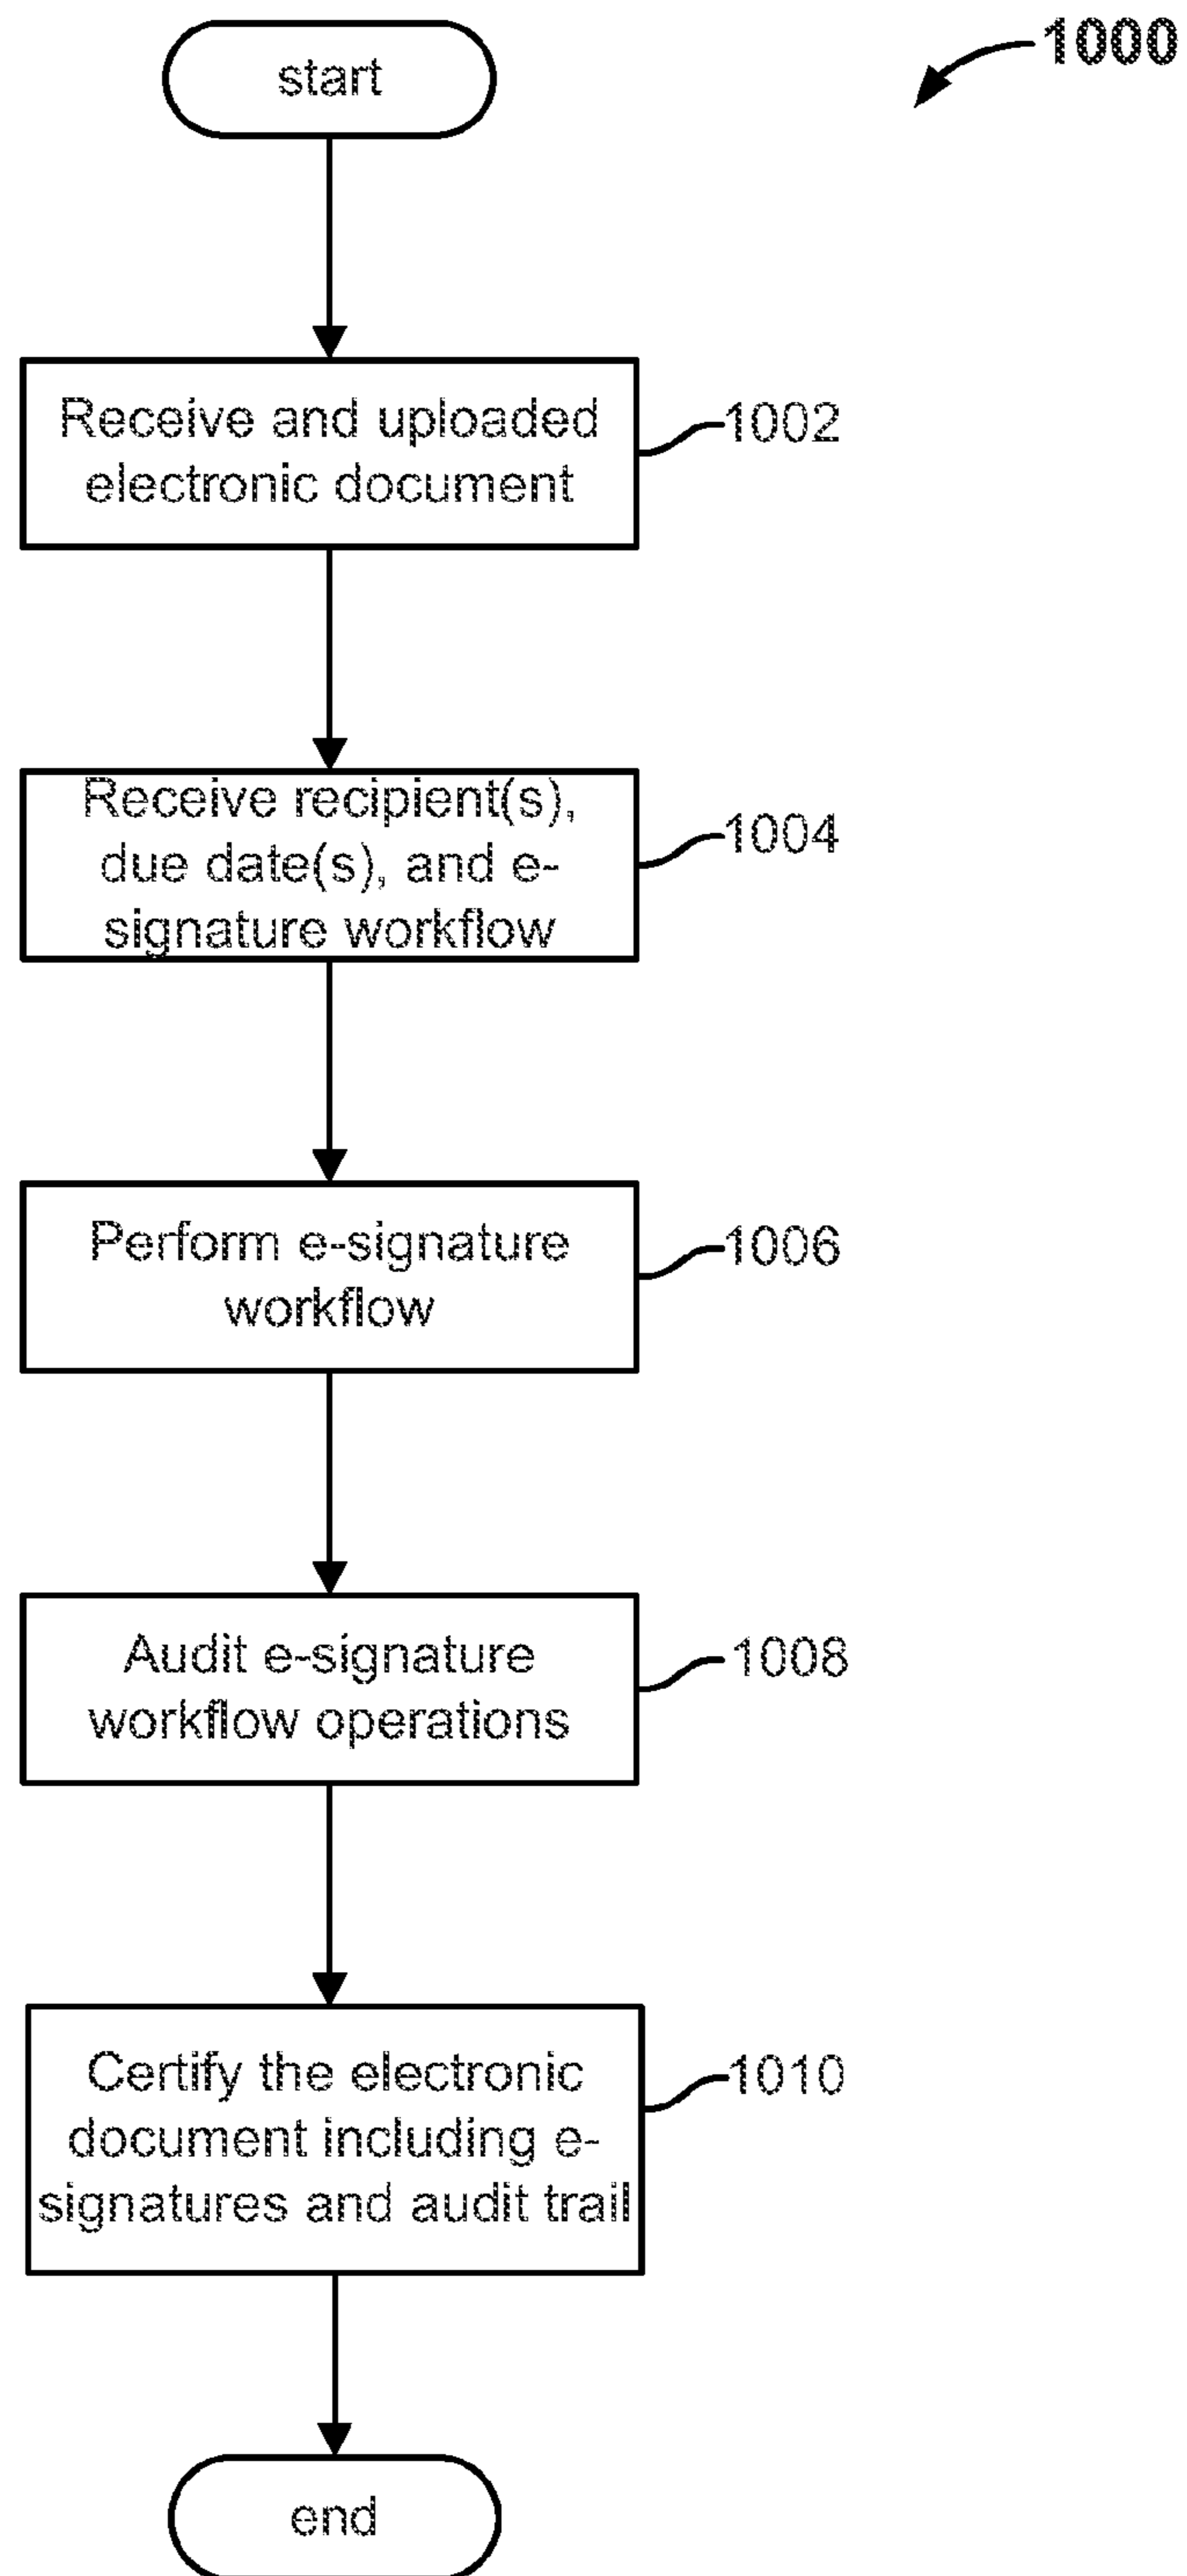 start
1000
Receive and uploaded
electronic document
1002
Receive recipient(s),
due date(s), and e-
signature workflow
1004
Perform e-signature
workflow
1006
Audit e-signature
workflow operations
1008
Certify the electronic
document including e-
signatures and audit trail
1010
end